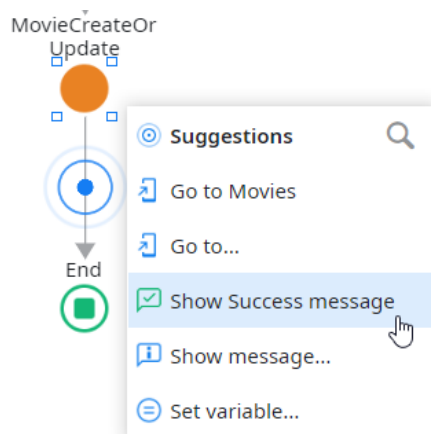 MovieCreateOr
Update
Suggestions
Go to Movies
Go to...
End
Show Success message
Show message...
Set variable...